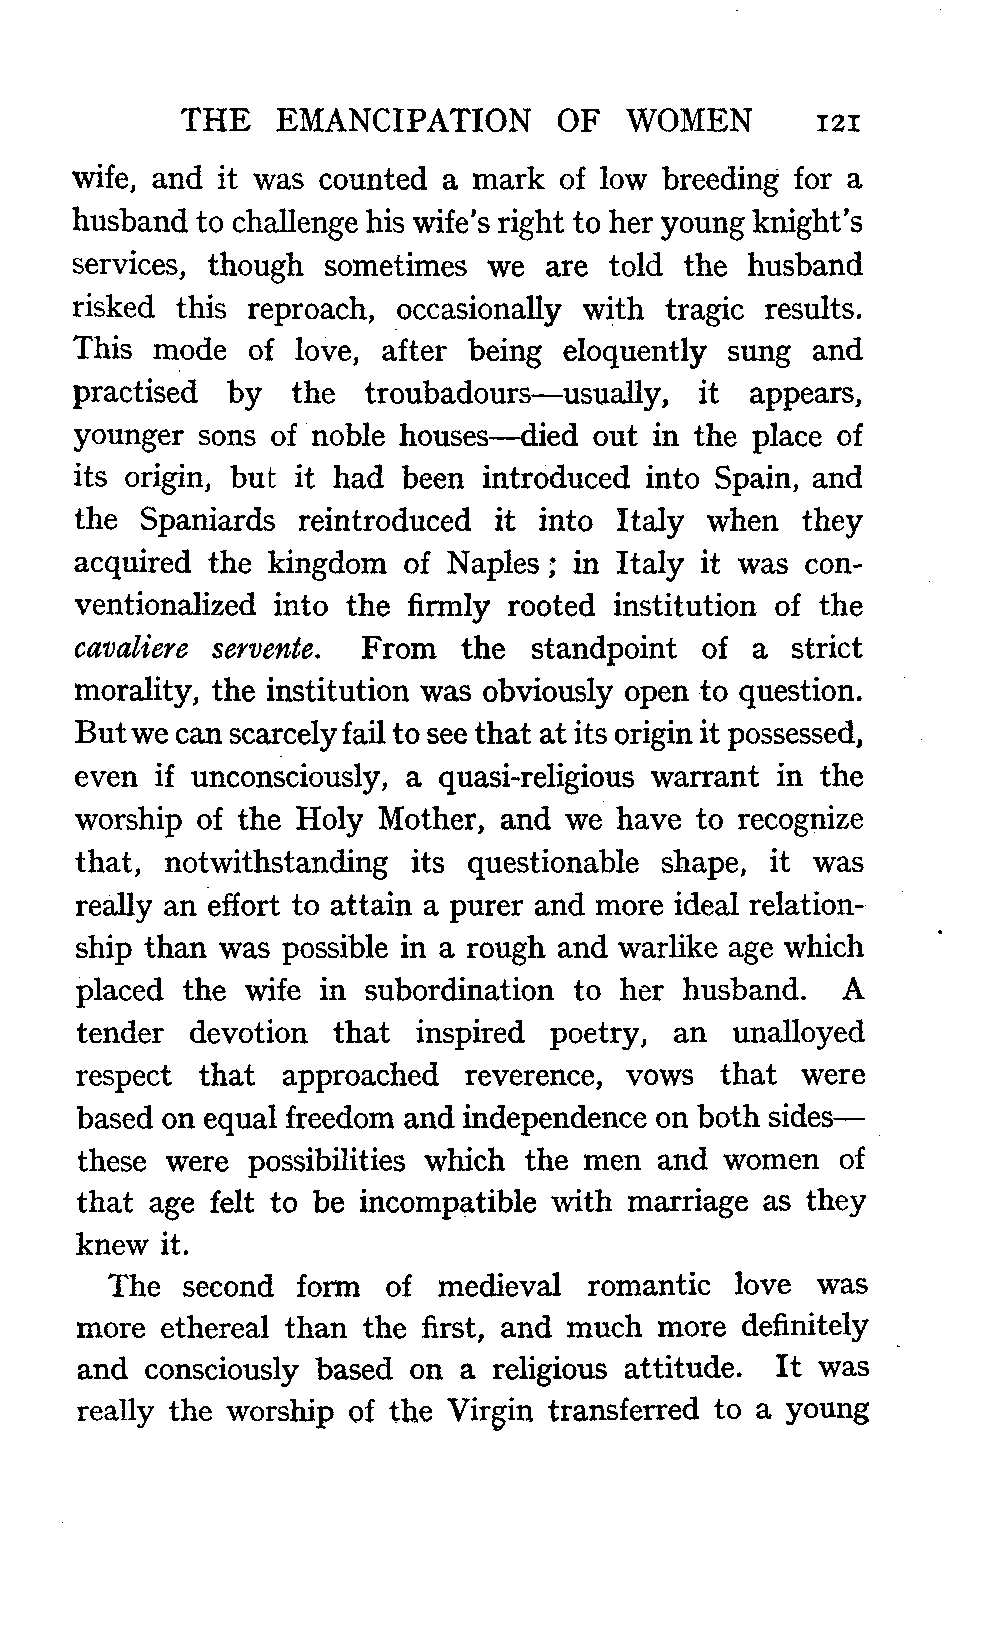 THE EMANCIPATION OF WOMEN 121
wife, and it was counted a mark of low breeding for a
husband to challenge his wife's right to her young knight's
services, though sometimes we are told the husband
risked this reproach, occasionally with tragic results.
This mode of love, after being eloquently sung and
practised by the troubadours—usually, it appears,
younger sons of noble houses—died out in the place of
its origin, but it had been introduced into Spain, and
the Spaniards reintroduced it into Italy when they
acquired the kingdom of Naples ; in Italy it was con-
ventionalized into the firmly rooted institution of the
cavaliere servente. From the standpoint of a strict
morality, the institution was obviously open to question.
But we can scarcely fail to see that at its origin it possessed,
even if unconsciously, a quasi-religious warrant in the
worship of the Holy Mother, and we have to recognize
that, notwithstanding its questionable shape, it was
really an effort to attain a purer and more ideal relation-
ship than was possible in a rough and warlike age which
placed the wife in subordination to her husband. A
tender devotion that inspired poetry, an unalloyed
respect that approached reverence, vows that were
based on equal freedom and independence on both sides—
these were possibilities which the men and women of
that age felt to be incompatible with marriage as they
knew it.
The second form of medieval romantic love was
more ethereal than the first, and much more definitely
and consciously based on a religious attitude. It was
really the worship of the Virgin transferred to a young